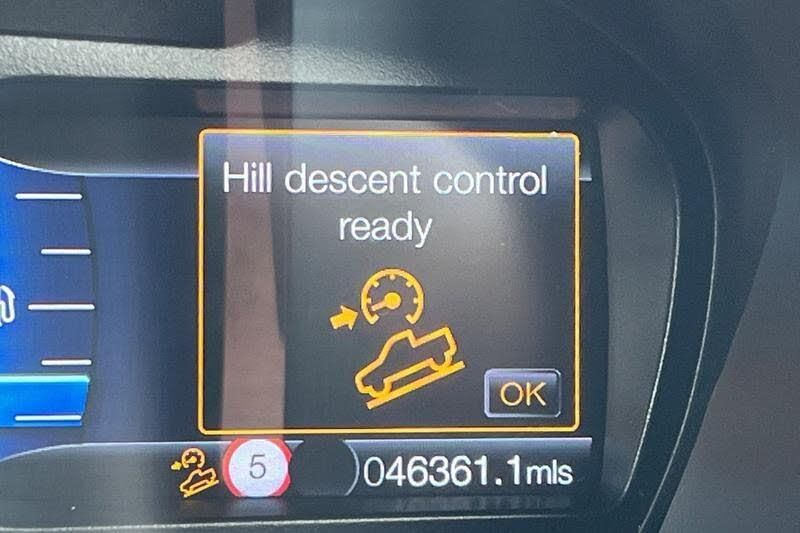 Hill descent control
ready
OK
5
046361.1mls